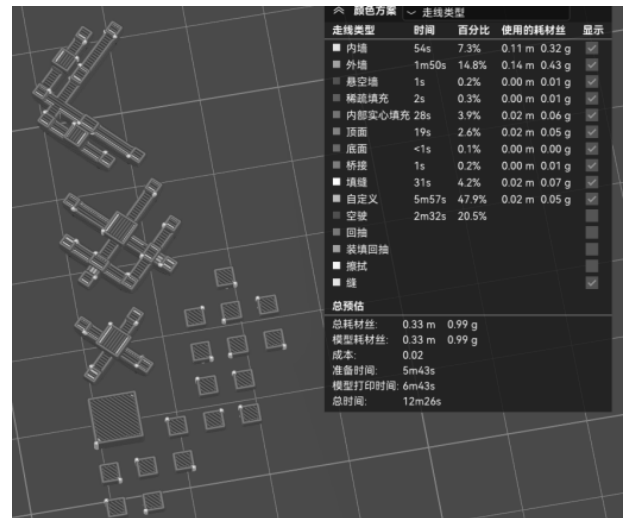 颜色方案 走线类型
走线类型 时间 百分比 使用的耗材丝 显示
内墙 54s 7.3% 0.11 m 0.32 g
外墙 1m50s 14.8% 0.14 m 0.43 g
悬空墙 1s 0.2% 0.00 m 0.01 g
稀疏填充 2s 0.3% 0.00 m 0.01 g
内部实心填充 28s 3.9% 0.02 m 0.06 g
顶面 19s 2.6% 0.02 m 0.05 g
底面 <1s 0.1% 0.00 m 0.00 g
桥接 1s 0.2% 0.00 m 0.01 g
填缝 31s 4.2% 0.02 m 0.07 g
自定义 5m57s 47.9% 0.02 m 0.05 g
空驶 2m32s 20.5%
回抽
装填回抽
擦拭
缝
总预估
总耗材丝: 0.33 m 0.99 g
模型耗材丝: 0.33 m 0.99 g
成本: 0.02
准备时间: 5m43s
模型打印时间: 6m43s
总时间: 12m26s